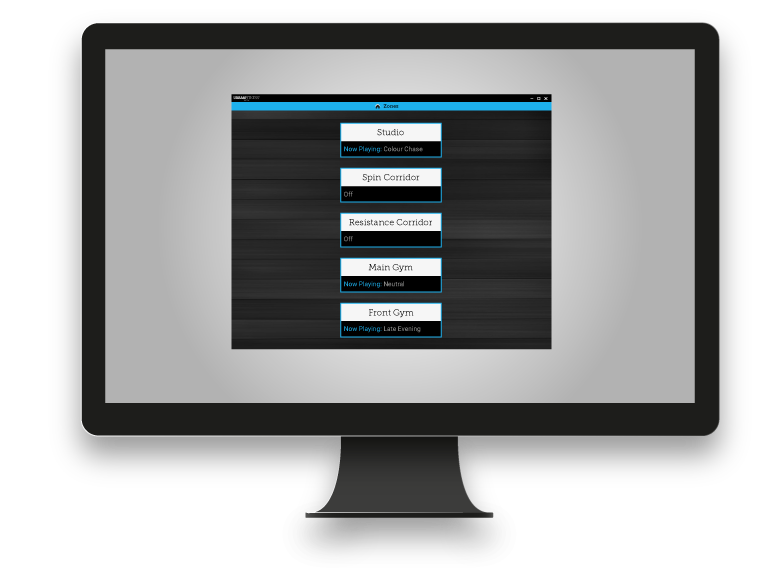 Zones
Studio
Now Playing: Colour Chase
Spin Corridor
Off
Resistance Corridor
Off
Main Gym
Now Playing: Neutral
Front Gym
Now Playing: Late Evening